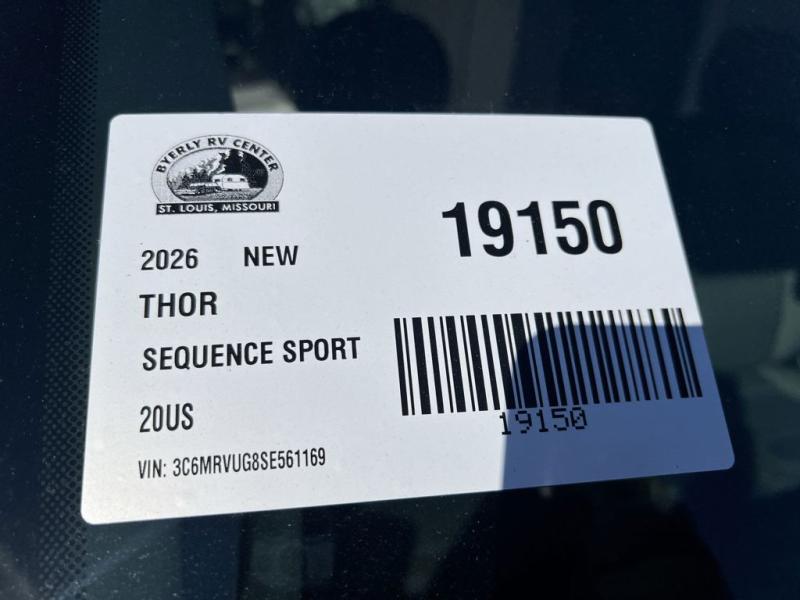 BYERLY RV CENTER
ST. LOUIS, MISSOURI
19150
2026 NEW
THOR
SEQUENCE SPORT
20US
VIN: 3C6MRVUG8SE561169
19150